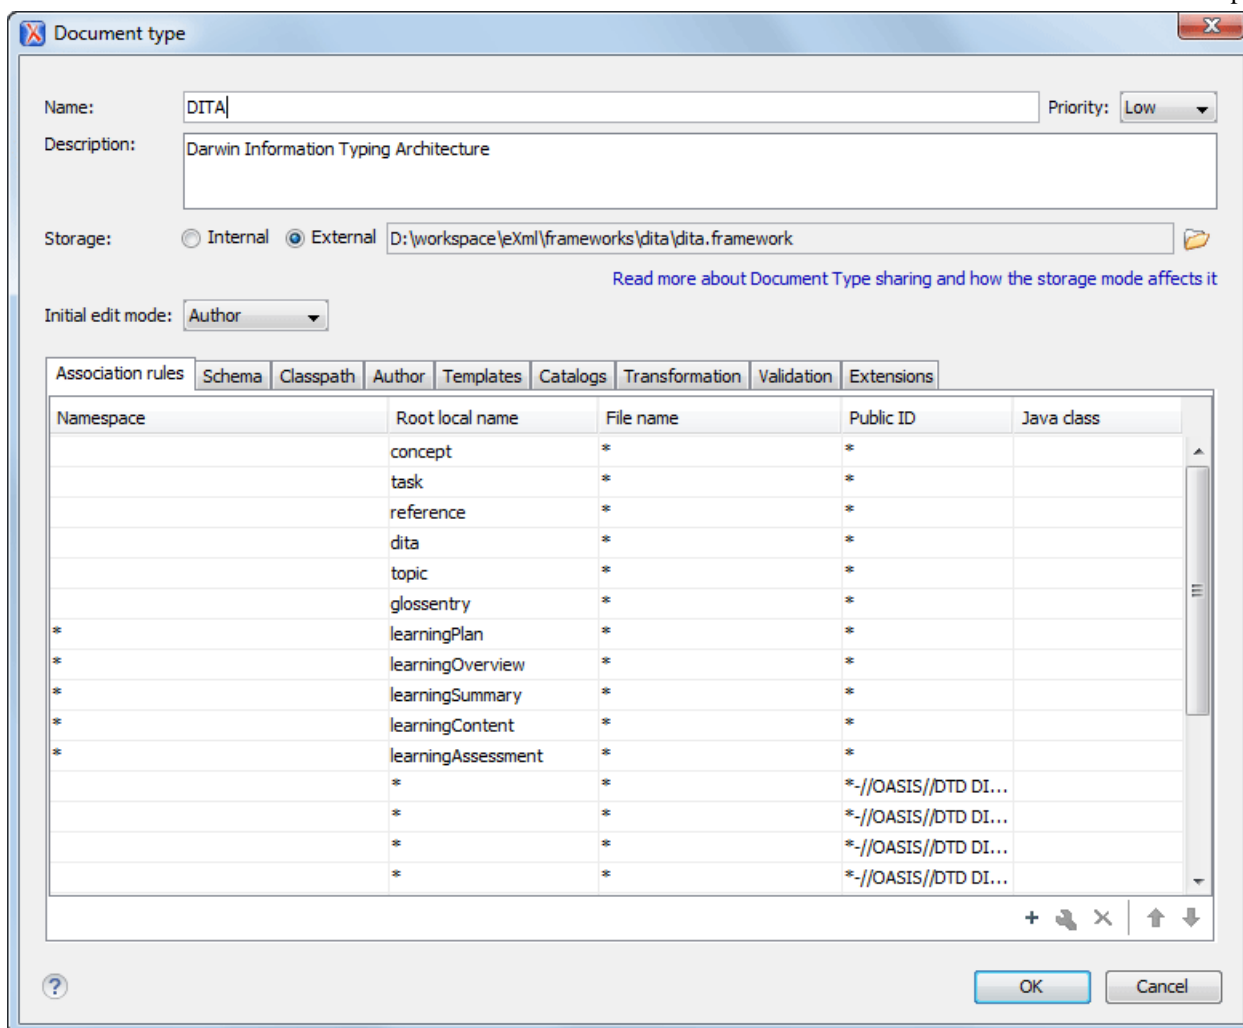 Document type
Name: DITA Priority: Low
Description: Darwin Information Typing Architecture
Storage: Internal External D:\workspace\eXml\frameworks\dita\dita.framework
Read more about Document Type sharing and how the storage mode affects it
Initial edit mode: Author
Association rules Schema Classpath Author Templates Catalogs Transformation Validation Extensions
Namespace Root local name File name Public ID Java class
concept * *
task * *
reference * *
dita * *
topic * *
glossentry * *
* learningPlan * *
* learningOverview * *
* learningSummary * *
* learningContent * *
* learningAssessment * *
* * *-//OASIS//DTD DI...
* * *-//OASIS//DTD DI...
* * *-//OASIS//DTD DI...
* * *-//OASIS//DTD DI...
OK Cancel